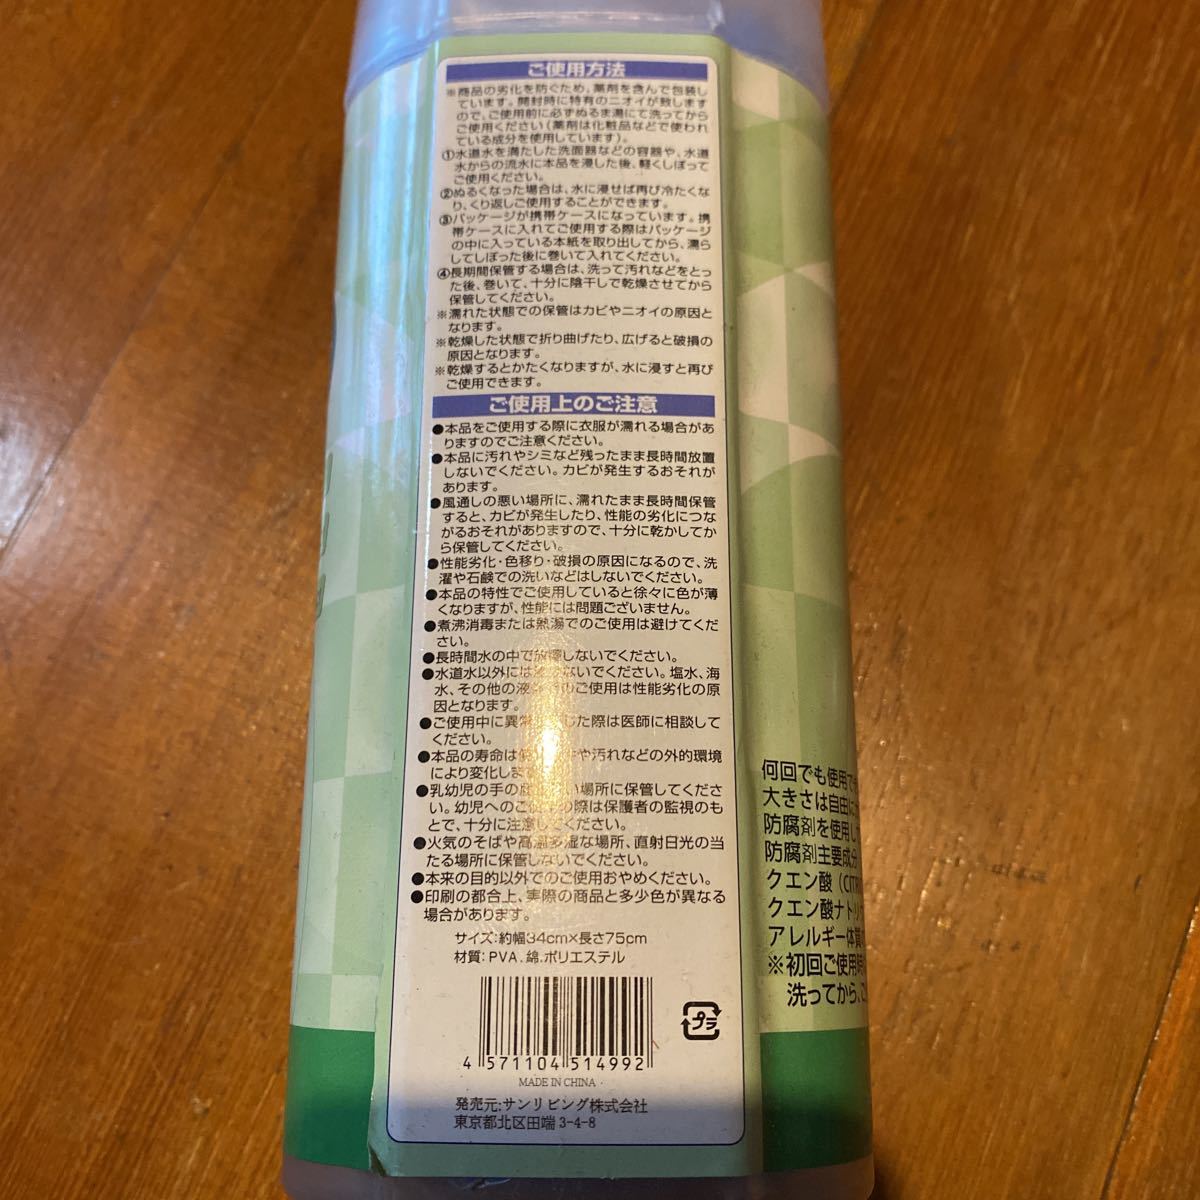 ご使用方法
※商品の劣化を防ぐため、薬剤を含んで包装し
ています。開封時に特有のニオイが致します
ので、ご使用前に必ずぬるま湯にて洗ってから
ご使用ください(薬剤は化粧品などで使われ
ている成分を使用しています)。
①水道水を満たした洗面器などの容器や、水道
水からの流水に本品を浸した後、軽くしぼって
ご使用ください。
②ぬるくなった場合は、水に浸せば再び冷たくな
り、くり返しご使用することができます。
③パッケージが携帯ケースになっています。携
帯ケースに入れてご使用する際はパッケージ
の中に入っている本紙を取り出してから、濡ら
してしぼった後に巻いて入れてください。
④長期間保管する場合は、洗って汚れなどをとっ
た後、巻いて、十分に陰干しで乾燥させてから
保管してください。
※濡れた状態での保管はカビやニオイの原因と
なります。
※乾燥した状態で折り曲げたり、広げると破損の
原因となります。
※乾燥するとかたくなりますが、水に浸すと再び
ご使用できます。
ご使用上のご注意
●本品をご使用する際に衣服が濡れる場合があ
りますのでご注意ください。
●本品に汚れやシミなど残ったまま長時間放置
しないでください。カビが発生するおそれが
あります。
●風通しの悪い場所に、濡れたまま長時間保管
すると、カビが発生したり、性能の劣化につな
がるおそれがありますので、十分に乾かしてか
ら保管してください。
●性能劣化・色移り・破損の原因になるので、洗
濯や石鹸での洗いなどはしないでください。
●本品の特性でご使用していると徐々に色が薄
くなりますが、性能には問題ございません。
●煮沸消毒または熱湯でのご使用は避けてくだ
さい。
●長時間水の中で放置しないでください。
●水道水以外には ないでください。塩水、海
水、その他の液 のご使用は性能劣化の原
因となります。
●ご使用中に異常 た際は医師に相談して
ください。
●本品の寿命は使 や汚れなどの外的環境
により変化しま
●乳幼児の手の い場所に保管してくださ
い。幼児へのご の際は保護者の監視のも
とで、十分に注意してください。
●火気のそばや高温多湿な場所、直射日光の当
たる場所に保管しないでください。
●本来の目的以外でのご使用おやめください。
●印刷の都合上、実際の商品と多少色が異なる
場合があります。
サイズ:約幅34cm×長さ75cm
材質:PVA、綿、ポリエステル
4 571104 514992
プラ
MADE IN CHINA
発売元:サンリビング株式会社
東京都北区田端 3-4-8
何回でも使用で
大きさは自由に
防腐剤を使用し
防腐剤主要成分
クエン酸 (CITR
クエン酸ナトリ
アレルギー体質
※初回ご使用時
洗ってから、ご